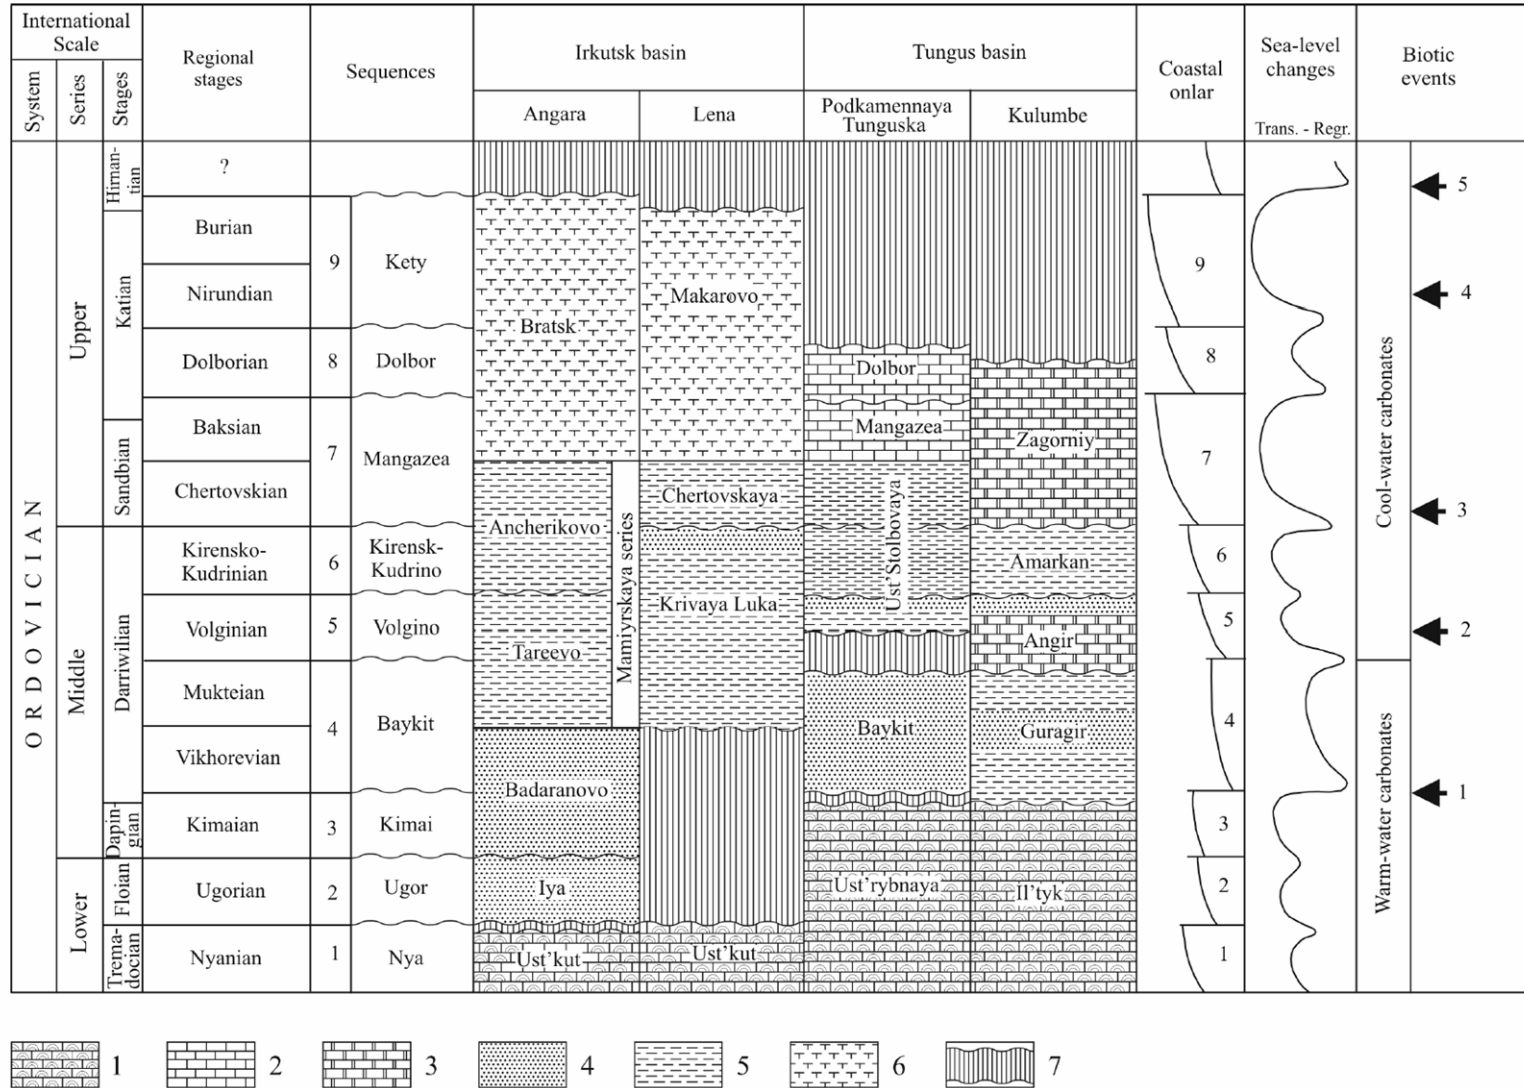 International
Scale
System
Series
Stages
Regional
stages
Sequences
Irkutsk basin
Angara
Lena
Tungus basin
Podkamennaya
Tunguska
Kulumbe
Coastal
onlar
Sea-level
changes
Trans. - Regr.
Biotic
events
ORDOVICIAN
Upper
Middle
Lower
Hirnan-
tian
Katian
Sandbian
Darriwilian
Dapin-
gian
Floian
Trema-
docian
?
Burian
Nirundian
Dolborian
Baksian
Chertovskian
Kirensko-
Kudrinian
Volginian
Mukteian
Vikhorevian
Kimaian
Ugorian
Nyanian
9
Kety
8
Dolbor
7
Mangazea
6
Kirensk-
Kudrino
5
Volgino
4
Baykit
3
Kimai
2
Ugor
1
Nya
Bratsk
Ancherikovo
Tareevo
Mamiyrskaya series
Badaranovo
Iya
Ust'kut
Makarovo
Chertovskaya
Krivaya Luka
Ust'kut
Dolbor
Mangazea
Ust'Stolbovaya
Baykit
Ust'rybnaya
Zagorniy
Amarkan
Angir
Guragir
Il'tyk
9
8
7
6
5
4
3
2
1
Cool-water carbonates
Warm-water carbonates
5
4
3
2
1
1
2
3
4
5
6
7